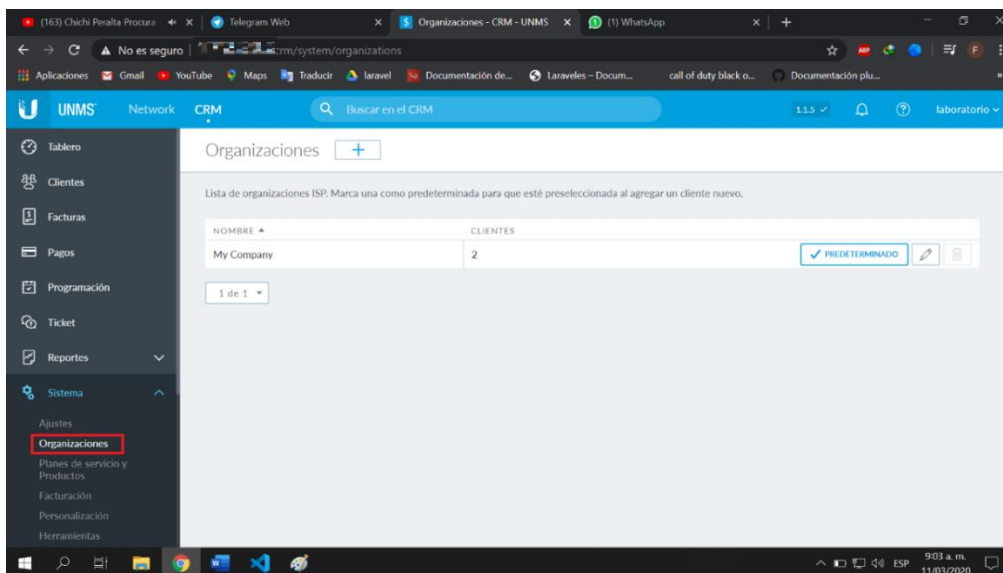 (163) Chichi Peralta Procura
Telegram Web
Organizaciones - CRM - UNMS
(1) WhatsApp
No es seguro
rm/system/organizations
Aplicaciones Gmail YouTube Maps Traducir laravel Documentación de... Laraveles – Docum... call of duty black o... Documentación plu...
UNMS Network CRM Buscar en el CRM 1.1.5 laboratorio
Tablero
Organizaciones +
Clientes
Lista de organizaciones ISP. Marca una como predeterminada para que esté preseleccionada al agregar un cliente nuevo.
Facturas
NOMBRE CLIENTES
Pagos
My Company 2 PREDETERMINADO
Programación
1 de 1
Ticket
Reportes
Sistema
Ajustes
Organizaciones
Planes de servicio y
Productos
Facturación
Personalización
Herramientas
ESP
9:03 a. m.
11/03/2020